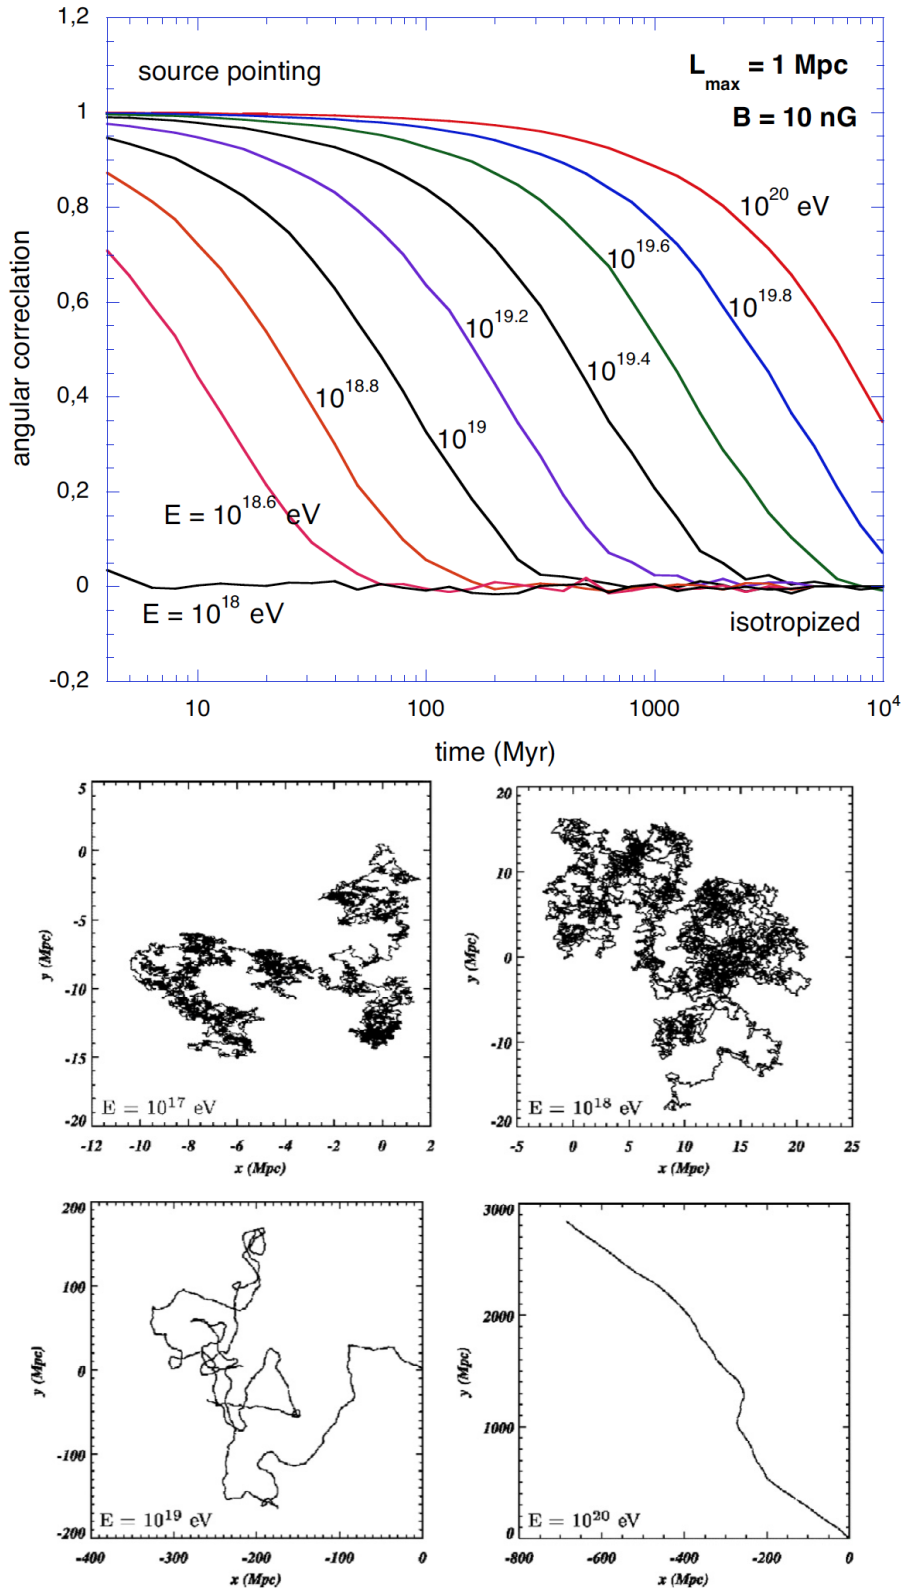 1,2
source pointing
L_max = 1 Mpc
B = 10 nG
1
0,8
10^20 eV
10^19.6
0,6
10^19.8
10^19.2
10^19.4
0,4
10^18.8
10^19
0,2
E = 10^18.6 eV
0
E = 10^18 eV
isotropized
-0,2
angular correclation
10 100 1000 10^4
time (Myr)
5
0
-5
-10
-15
-20
y (Mpc)
E = 10^17 eV
-12 -10 -8 -6 -4 -2 0 2
x (Mpc)
20
10
0
-10
-20
y (Mpc)
E = 10^18 eV
-5 0 5 10 15 20 25
x (Mpc)
200
100
0
-100
-200
y (Mpc)
E = 10^19 eV
-400 -300 -200 -100 0
x (Mpc)
3000
2000
1000
0
y (Mpc)
E = 10^20 eV
-800 -600 -400 -200 0
x (Mpc)